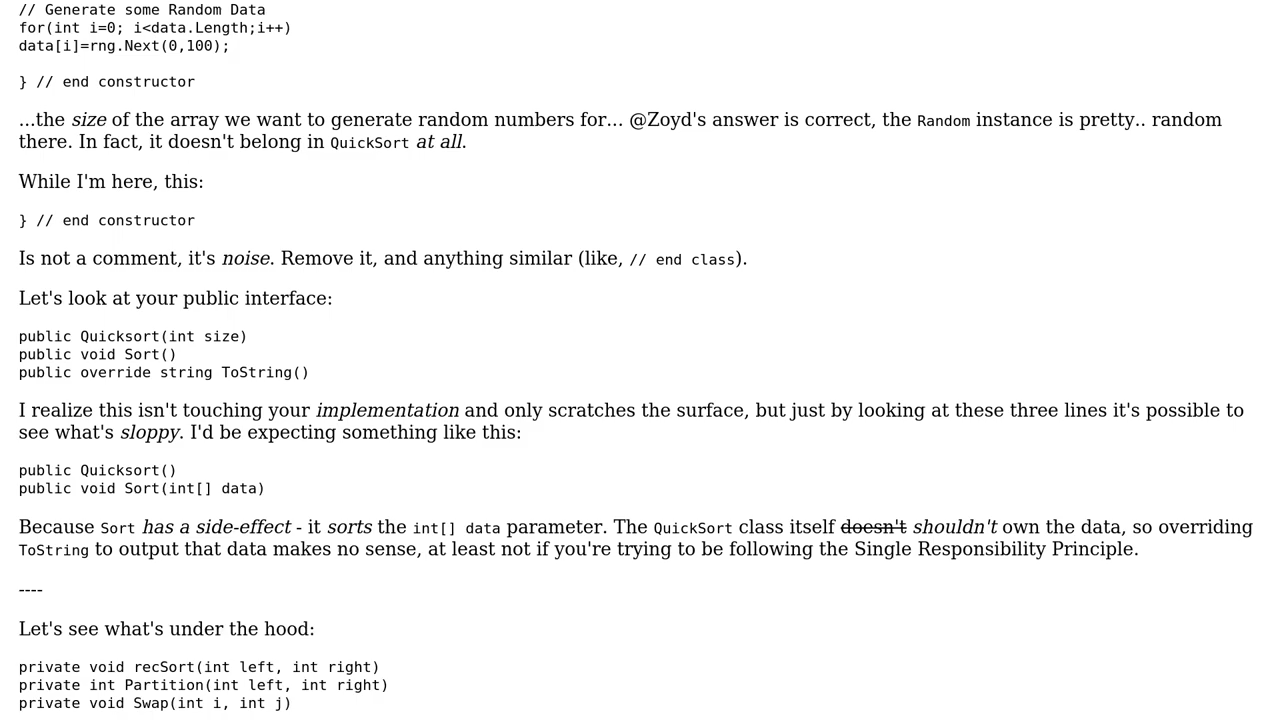 // Generate some Random Data
for(int i=0; i<data.Length;i++)
data[i]=rng.Next(0,100);
} // end constructor
...the size of the array we want to generate random numbers for... @Zoyd's answer is correct, the Random instance is pretty.. random
there. In fact, it doesn't belong in QuickSort at all.
While I'm here, this:
} // end constructor
Is not a comment, it's noise. Remove it, and anything similar (like, // end class).
Let's look at your public interface:
public Quicksort(int size)
public void Sort()
public override string ToString()
I realize this isn't touching your implementation and only scratches the surface, but just by looking at these three lines it's possible to
see what's sloppy. I'd be expecting something like this:
public Quicksort()
public void Sort(int[] data)
Because Sort has a side-effect - it sorts the int[] data parameter. The QuickSort class itself doesn't shouldn't own the data, so overriding
ToString to output that data makes no sense, at least not if you're trying to be following the Single Responsibility Principle.
----
Let's see what's under the hood:
private void recSort(int left, int right)
private int Partition(int left, int right)
private void Swap(int i, int j)